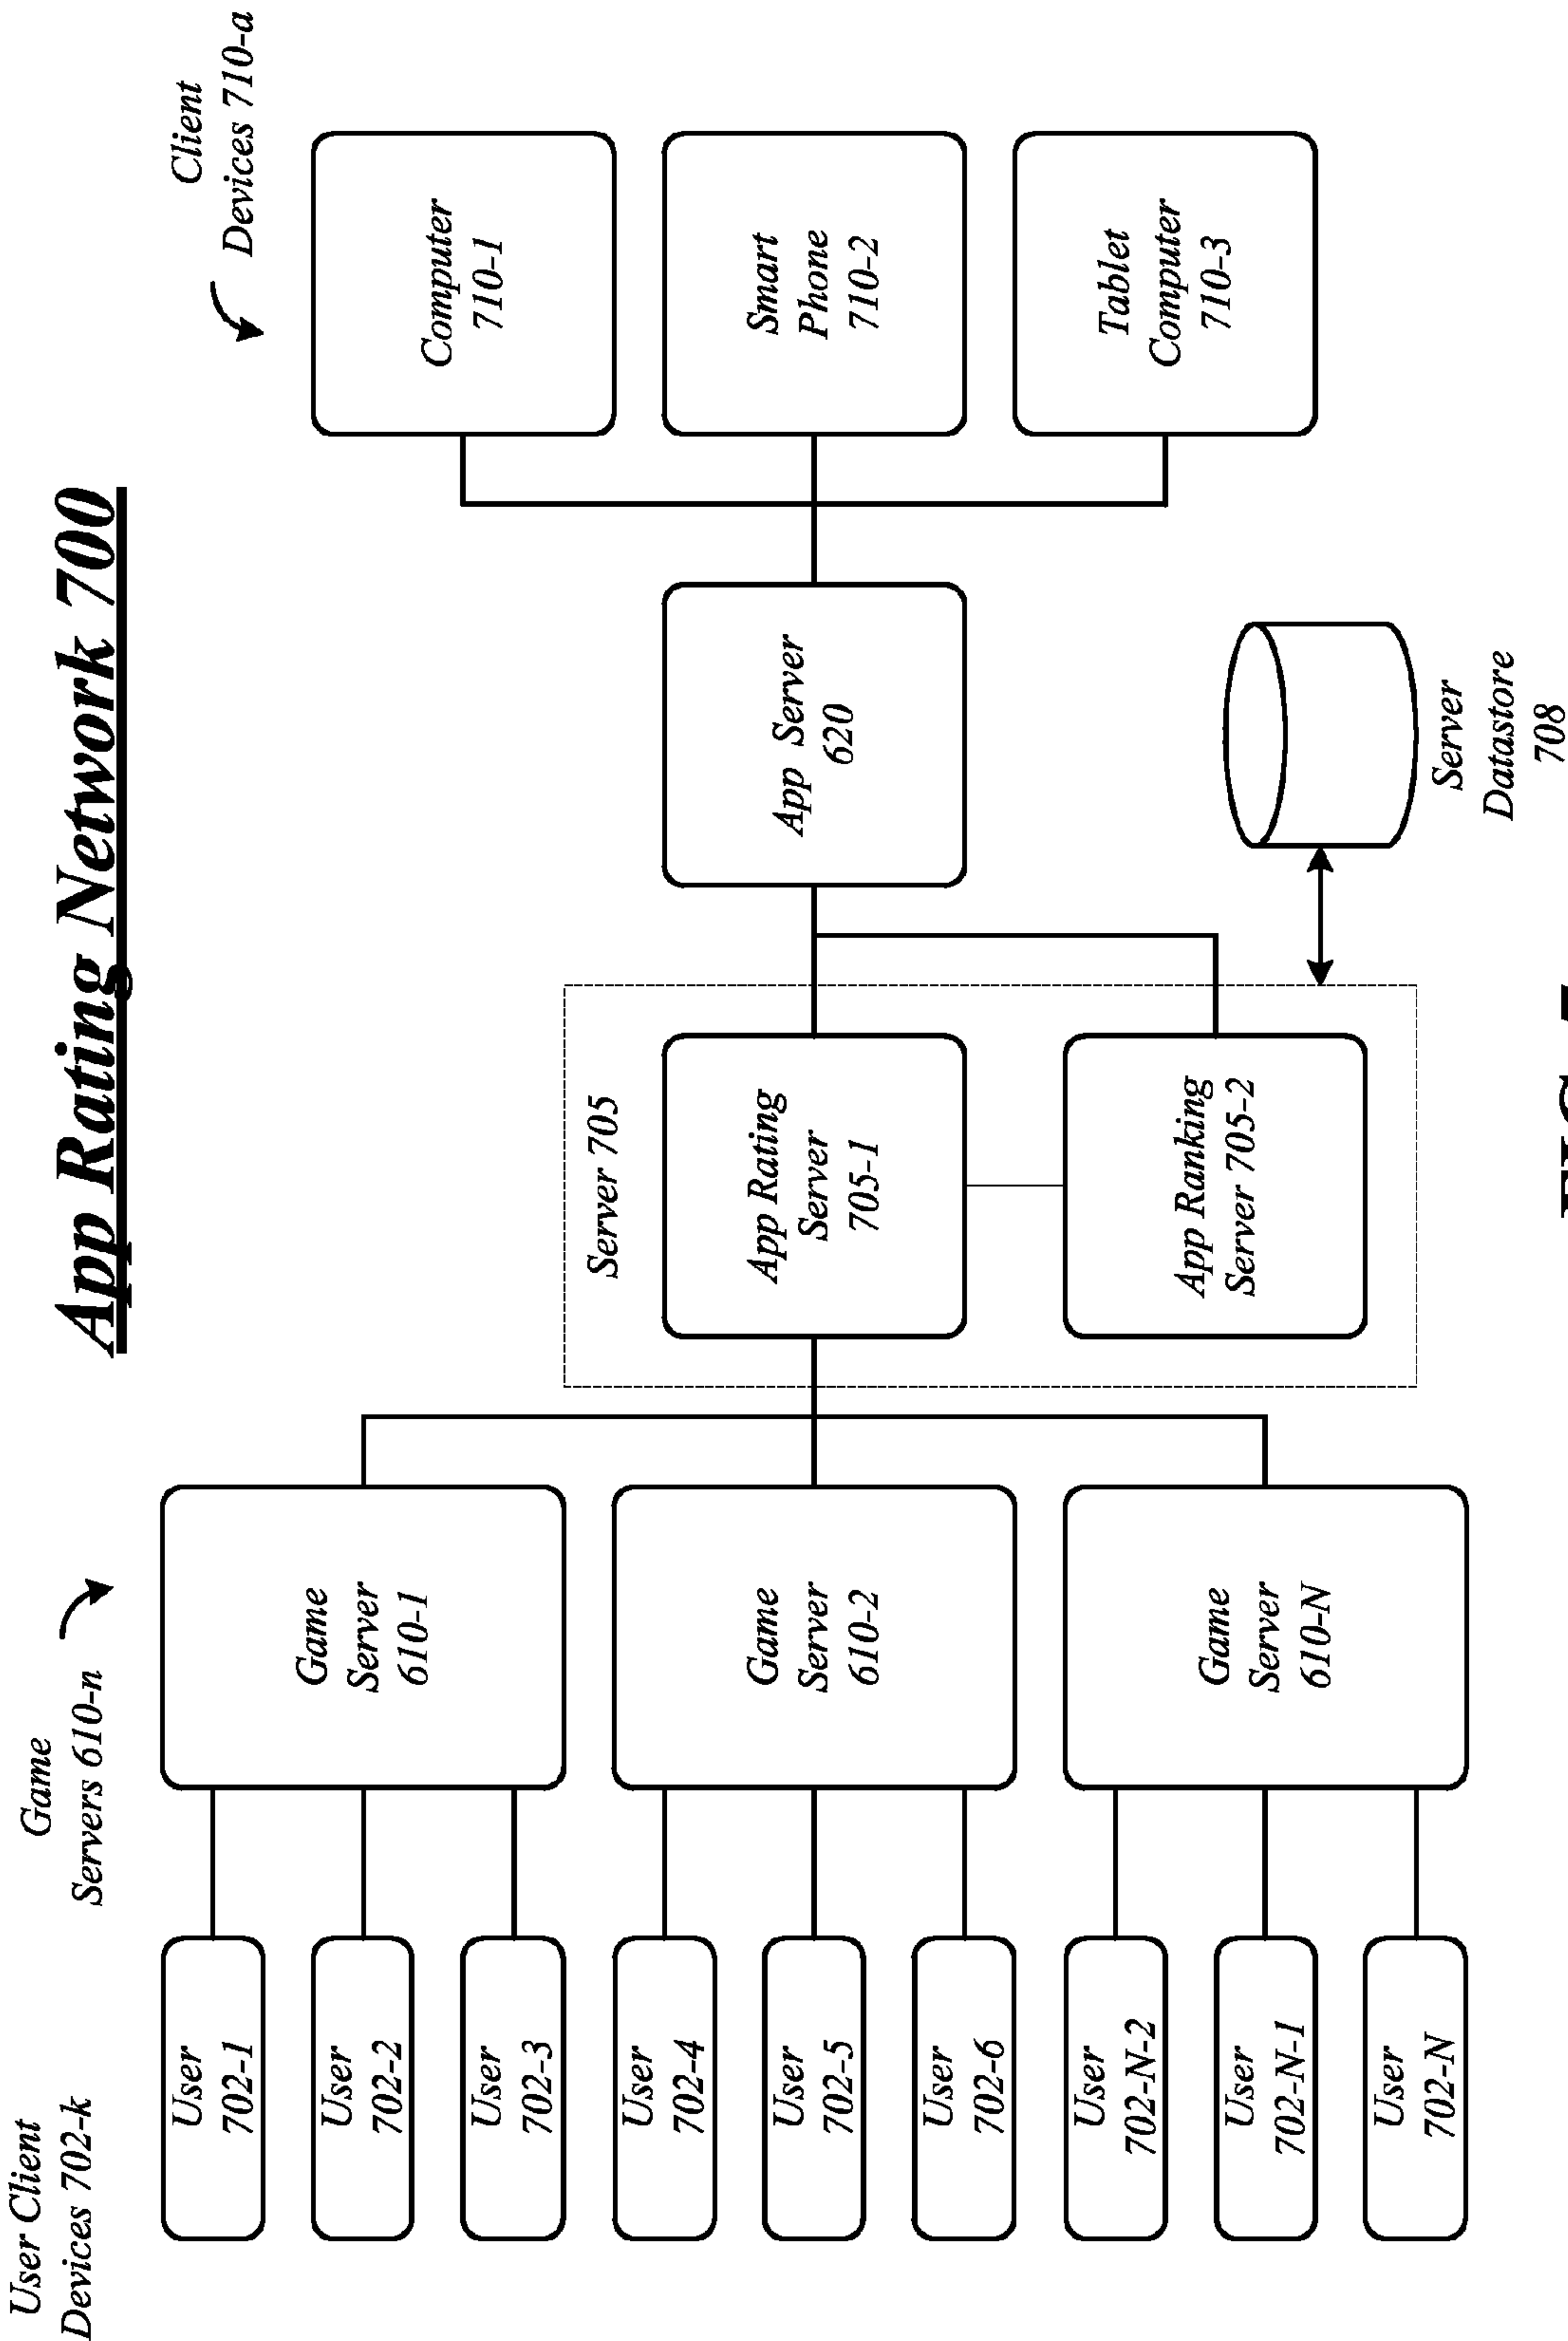 App Rating Network 700
User Client
Devices 702-k
Game
Servers 610-n
Client
Devices 710-a
User
702-1
User
702-2
User
702-3
User
702-4
User
702-5
User
702-6
User
702-N-2
User
702-N-1
User
702-N
Game
Server
610-1
Game
Server
610-2
Game
Server
610-N
Server 705
App Rating
Server
705-1
App Ranking
Server 705-2
App Server
620
Server
Datastore
708
Computer
710-1
Smart
Phone
710-2
Tablet
Computer
710-3